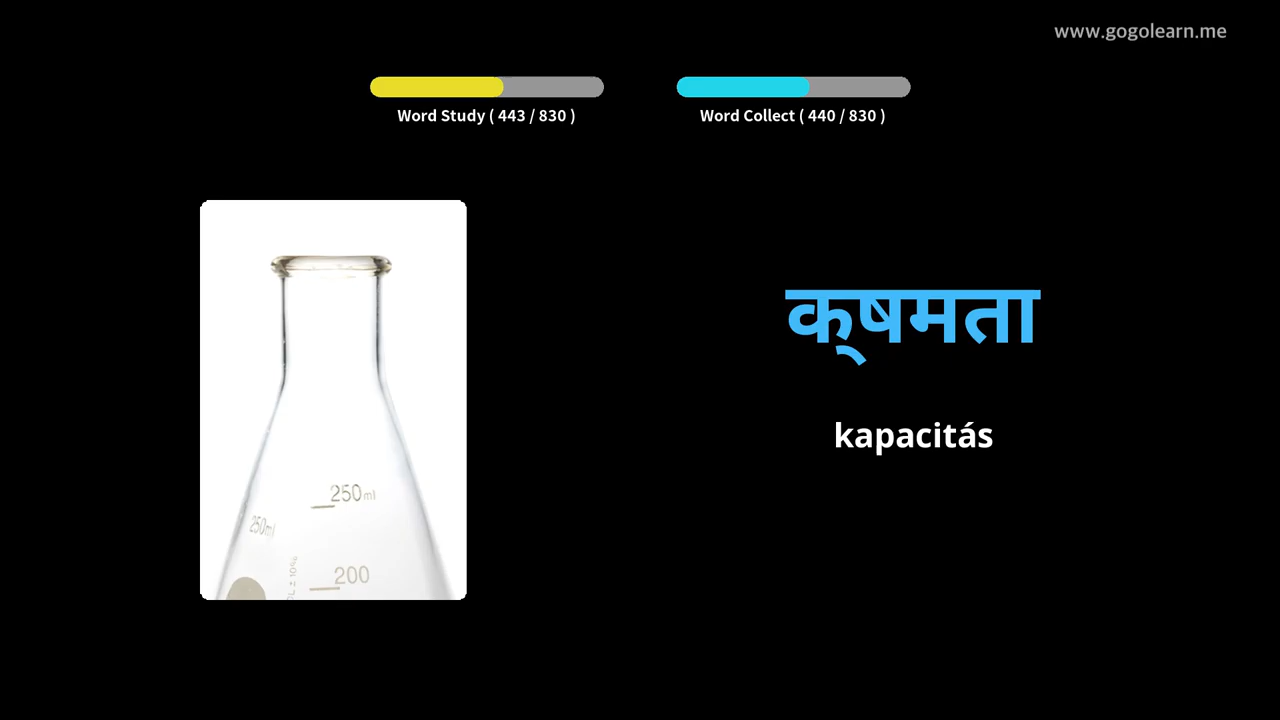 www.gogolearn.me
Word Study ( 443 / 830 )
Word Collect ( 440 / 830 )
क्षमता
kapacitás
250ml
250ml
200